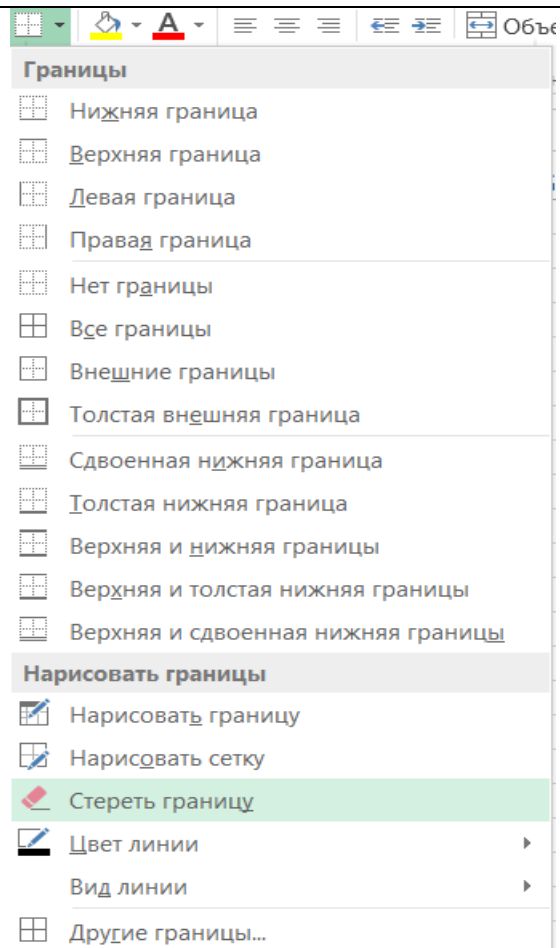 A Объе
Границы
Нижняя граница
Верхняя граница
Левая граница
Правая граница
Нет границы
Все границы
Внешние границы
Толстая внешняя граница
Сдвоенная нижняя граница
Толстая нижняя граница
Верхняя и нижняя границы
Верхняя и толстая нижняя границы
Верхняя и сдвоенная нижняя границы
Нарисовать границы
Нарисовать границу
Нарисовать сетку
Стереть границу
Цвет линии
Вид линии
Другие границы...